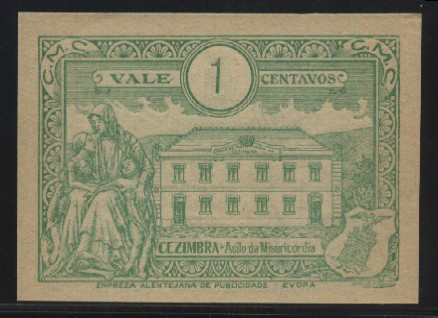 C.M.C.
C.M.C.
VALE 1 CENTAVOS
CEZIMBRA - Asilo da Misericordia
EMPREZA ALENTEJANA DE PUBLICIDADE - EVORA